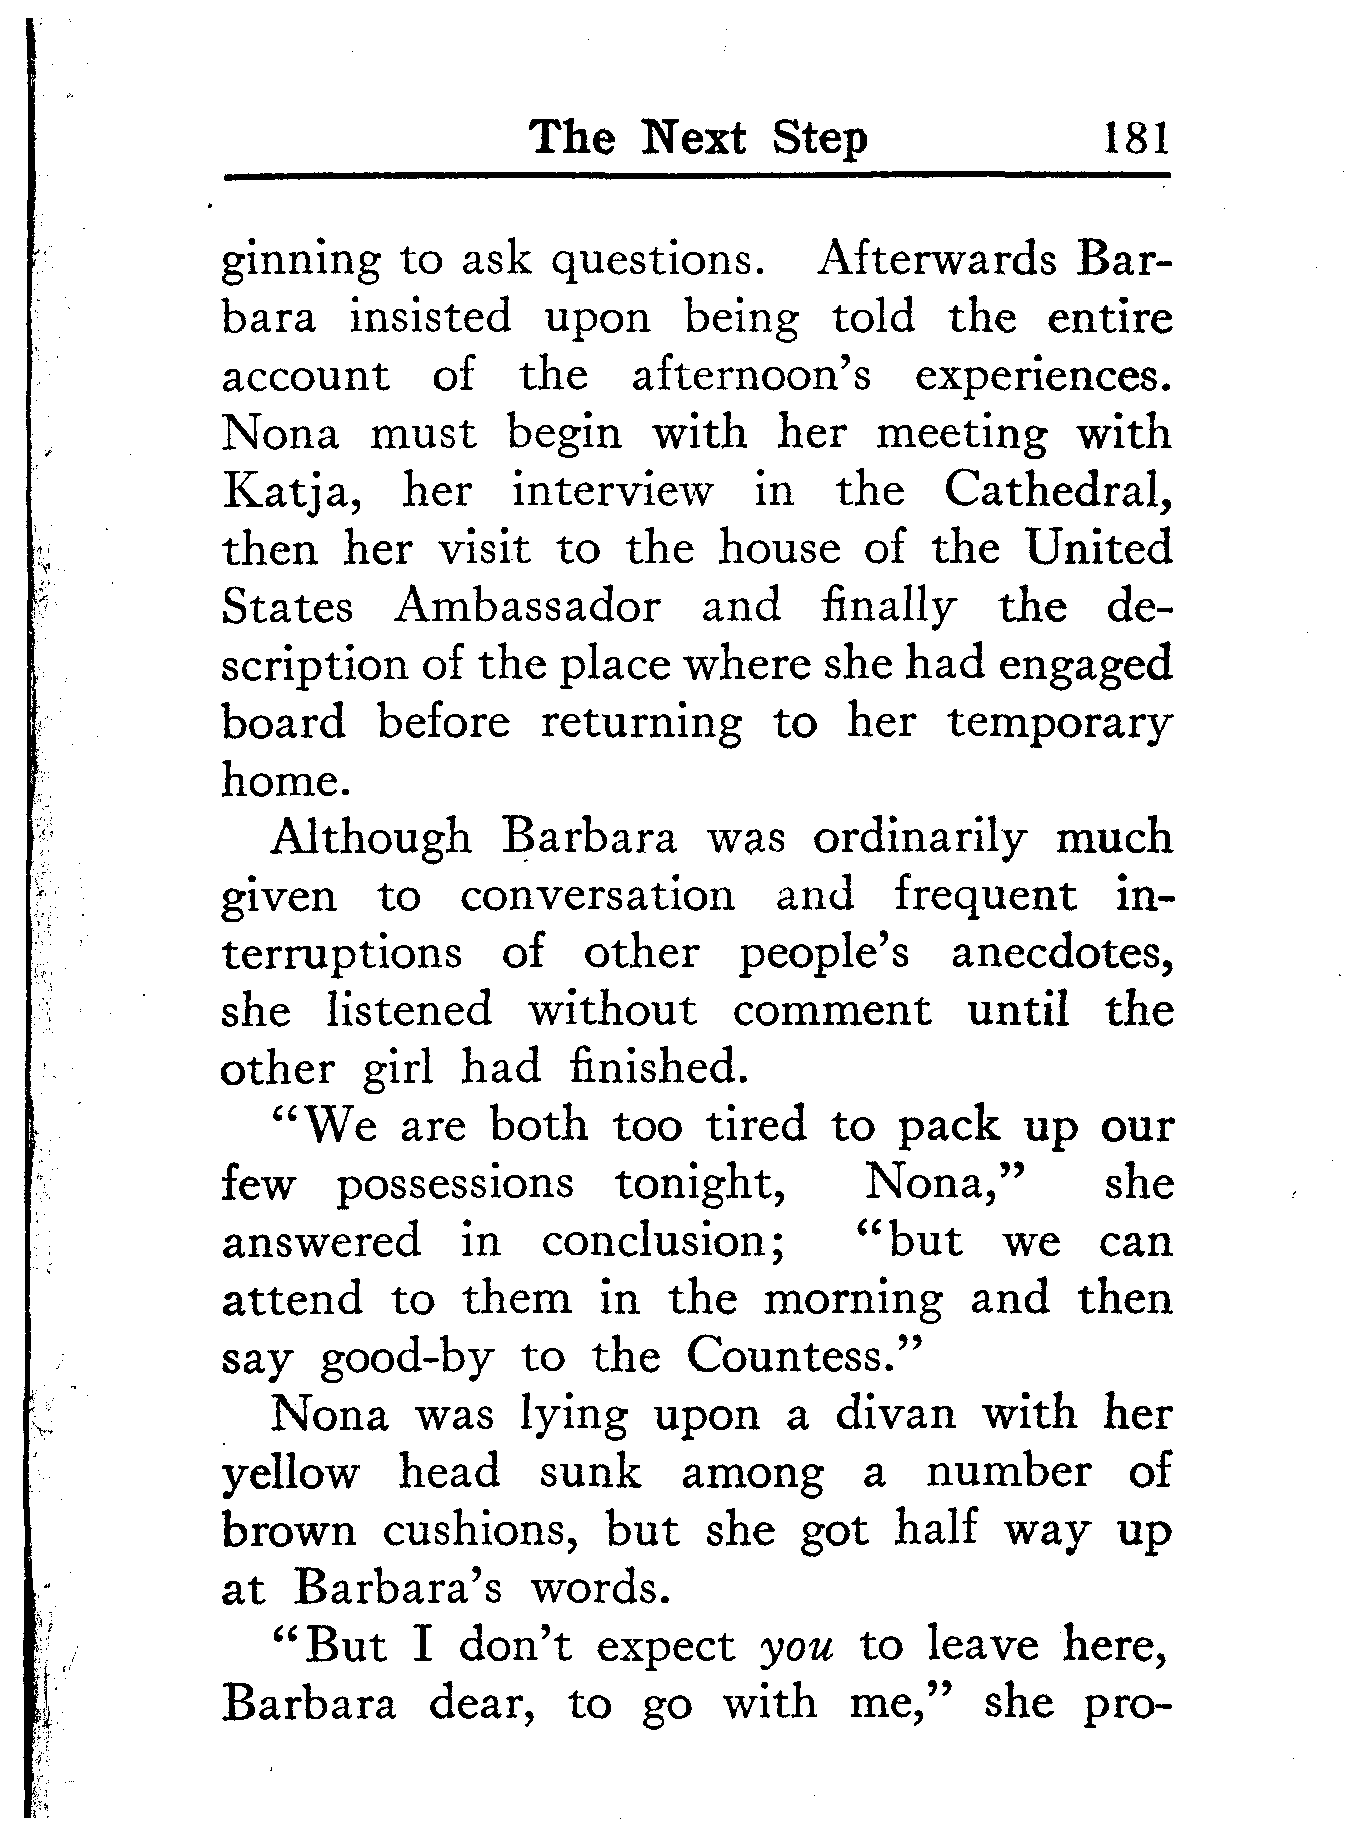 The Next Step 181
ginning to ask questions. Afterwards Bar-
bara insisted upon being told the entire
account of the afternoon's experiences.
Nona must begin with her meeting with
Katja, her interview in the Cathedral,
then her visit to the house of the United
States Ambassador and finally the de-
scription of the place where she had engaged
board before returning to her temporary
home.
Although Barbara was ordinarily much
given to conversation and frequent in-
terruptions of other people's anecdotes,
she listened without comment until the
other girl had finished.
"We are both too tired to pack up our
few possessions tonight, Nona," she
answered in conclusion; "but we can
attend to them in the morning and then
say good-by to the Countess."
Nona was lying upon a divan with her
yellow head sunk among a number of
brown cushions, but she got half way up
at Barbara's words.
"But I don't expect you to leave here,
Barbara dear, to go with me," she pro-